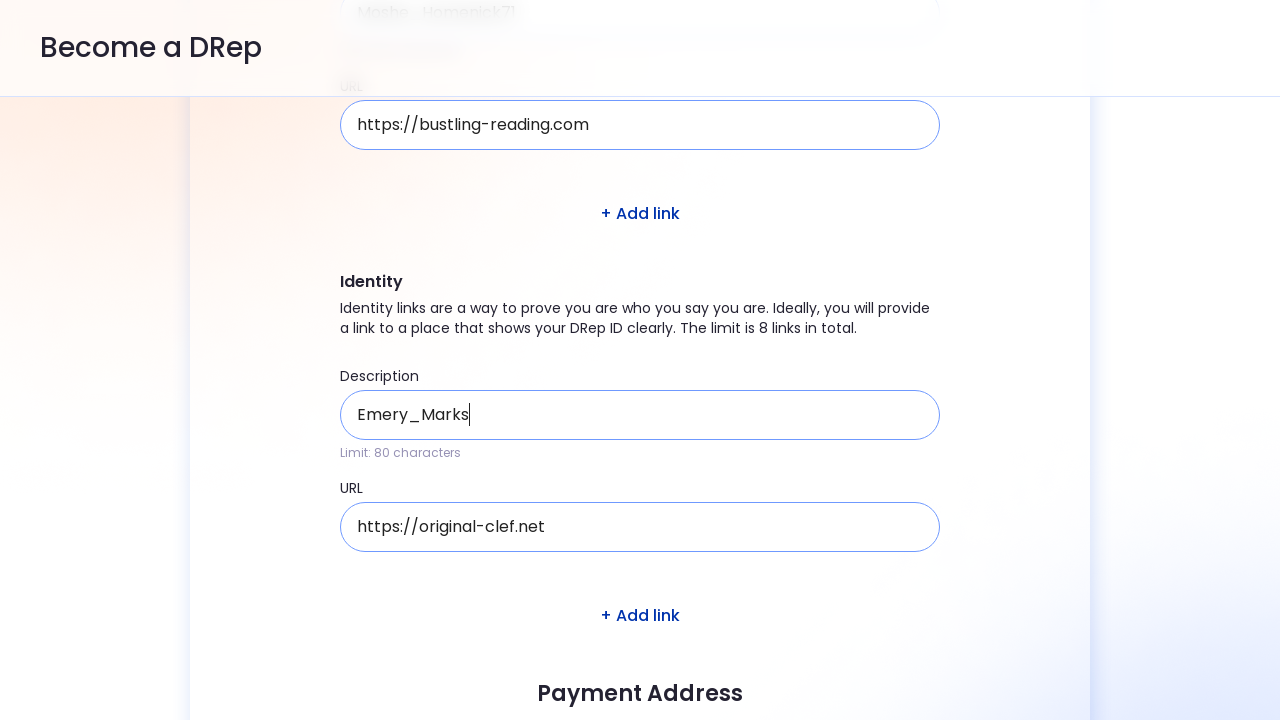 Become a DRep
URL
https://bustling-reading.com
+ Add link
Identity
Identity links are a way to prove you are who you say you are. Ideally, you will provide
a link to a place that shows your DRep ID clearly. The limit is 8 links in total.
Description
Emery_Marks
Limit: 80 characters
URL
https://original-clef.net
+ Add link
Payment Address